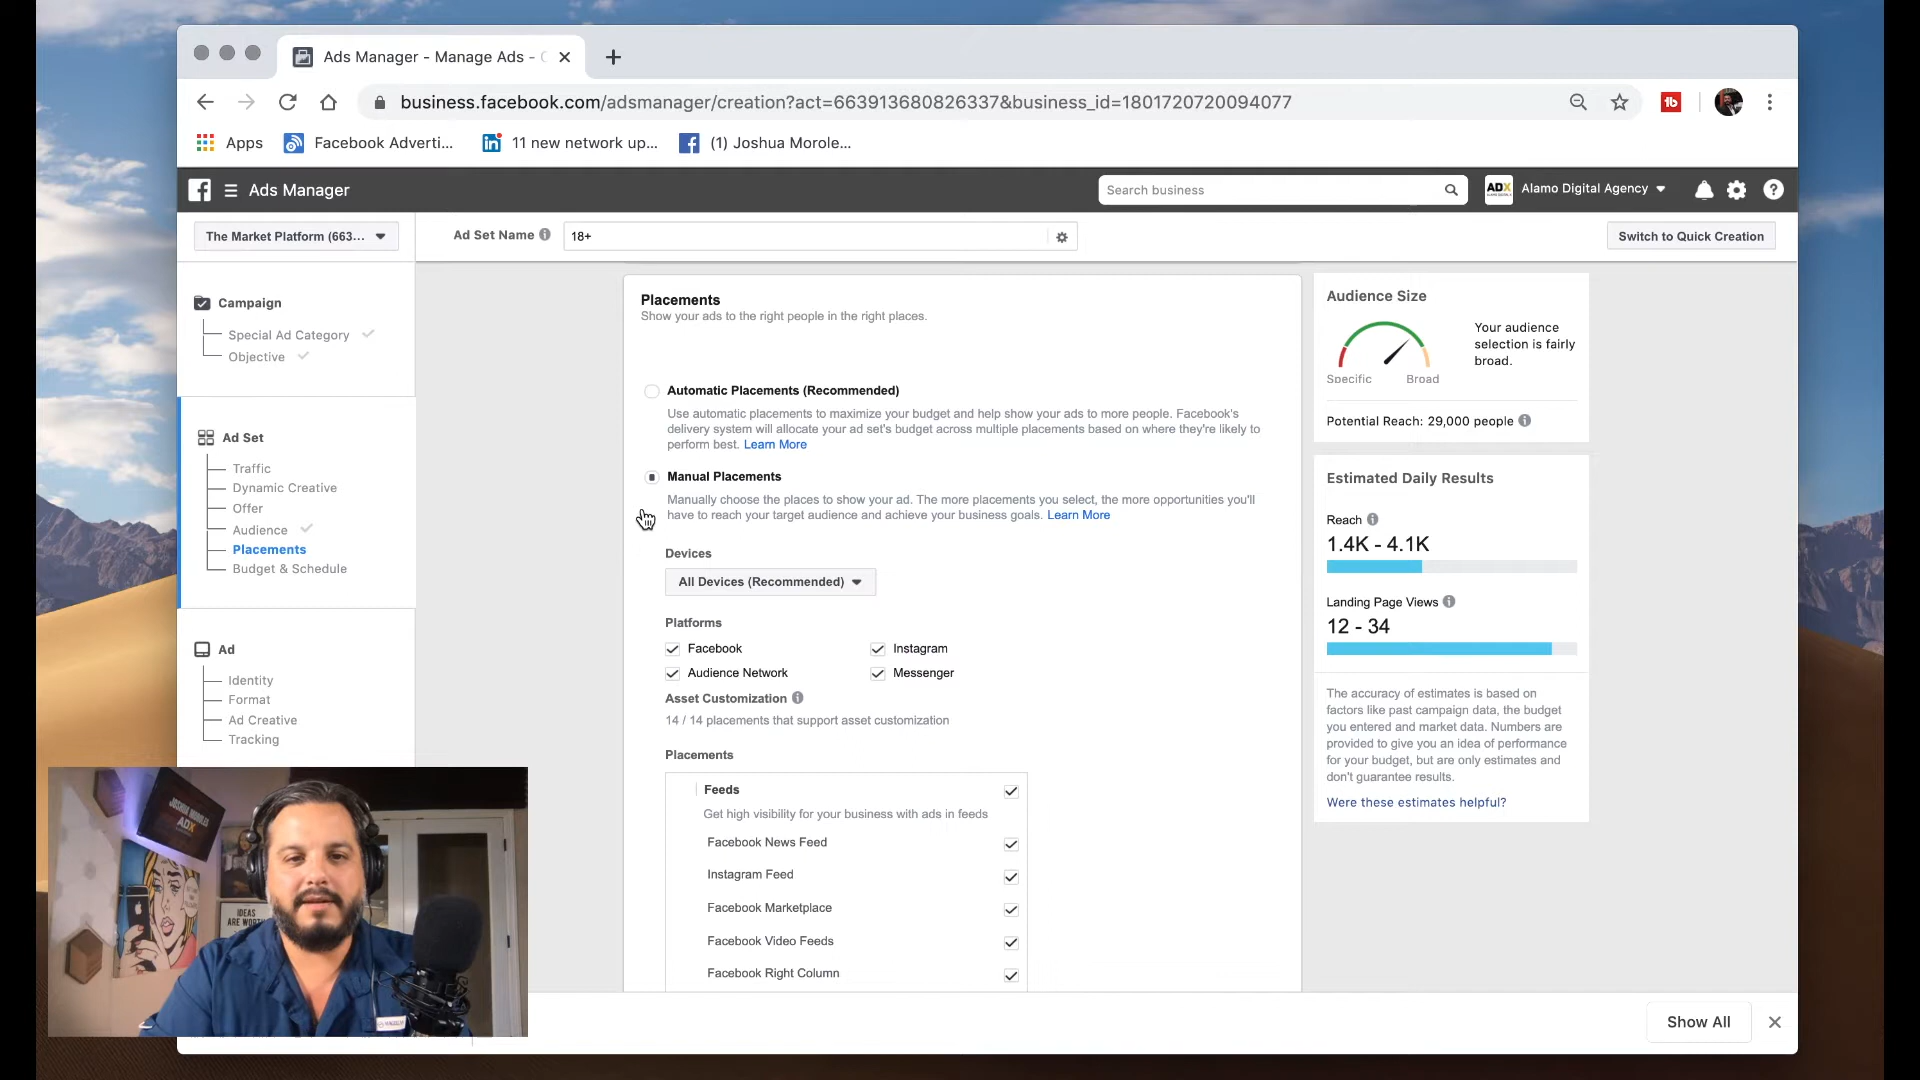 Ads Manager - Manage Ads - C
business.facebook.com/adsmanager/creation?act=663913680826337&business_id=1801720720094077
Apps
Facebook Adverti...
11 new network up...
(1) Joshua Morole...
Ads Manager
Search business
ADX
Alamo Digital Agency
The Market Platform (663...
Ad Set Name
18+
Switch to Quick Creation
Campaign
Special Ad Category
Objective
Ad Set
Traffic
Dynamic Creative
Offer
Audience
Placements
Budget & Schedule
Ad
Identity
Format
Ad Creative
Tracking
Placements
Show your ads to the right people in the right places.
Automatic Placements (Recommended)
Use automatic placements to maximize your budget and help show your ads to more people. Facebook's
delivery system will allocate your ad set's budget across multiple placements based on where they're likely to
perform best. Learn More
Manual Placements
Manually choose the places to show your ad. The more placements you select, the more opportunities you'll
have to reach your target audience and achieve your business goals. Learn More
Devices
All Devices (Recommended)
Platforms
Facebook
Instagram
Audience Network
Messenger
Asset Customization
14 / 14 placements that support asset customization
Placements
Feeds
Get high visibility for your business with ads in feeds
Facebook News Feed
Instagram Feed
Facebook Marketplace
Facebook Video Feeds
Facebook Right Column
Audience Size
Specific
Broad
Your audience
selection is fairly
broad.
Potential Reach: 29,000 people
Estimated Daily Results
Reach
1.4K - 4.1K
Landing Page Views
12 - 34
The accuracy of estimates is based on
factors like past campaign data, the budget
you entered and market data. Numbers are
provided to give you an idea of performance
for your budget, but are only estimates and
don't guarantee results.
Were these estimates helpful?
Show All
ADX
IDEAS
ARE